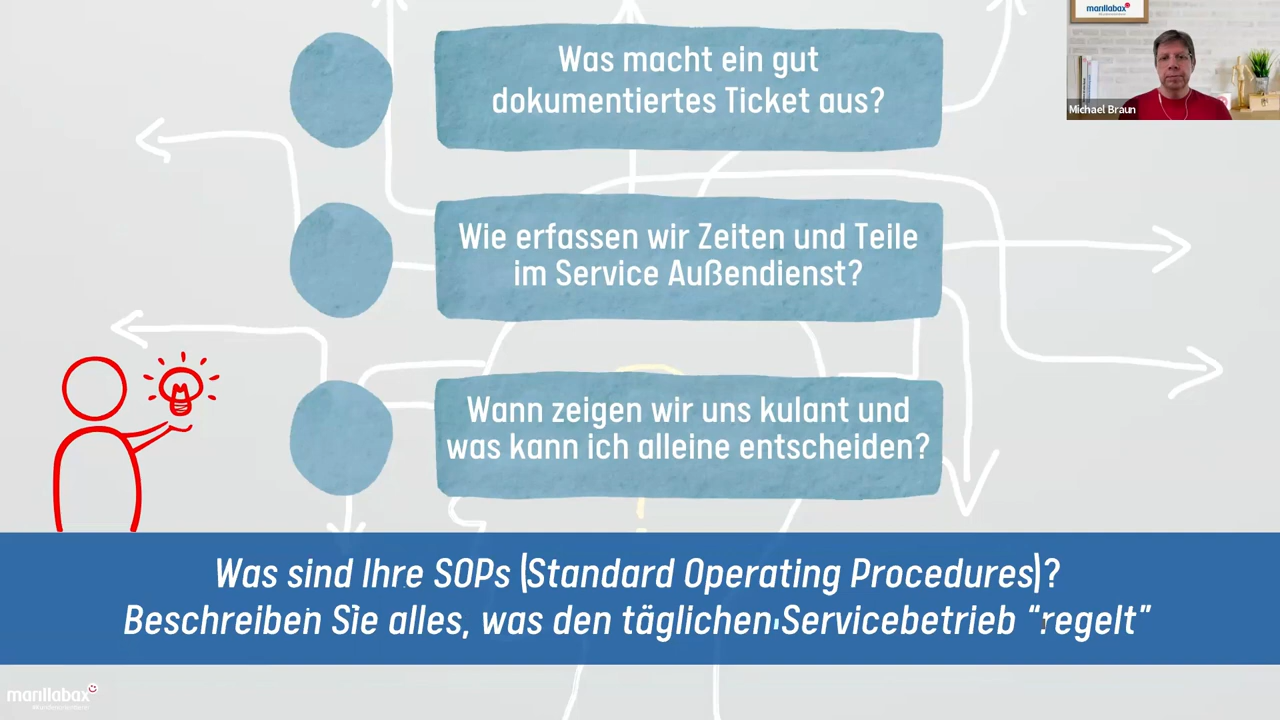 marillabax
Michael Braun
Was macht ein gut
dokumentiertes Ticket aus?
Wie erfassen wir Zeiten und Teile
im Service Außendienst?
Wann zeigen wir uns kulant und
was kann ich alleine entscheiden?
Was sind Ihre SOPs (Standard Operating Procedures)?
Beschreiben Sie alles, was den täglichen Servicebetrieb “regelt”
marillabax